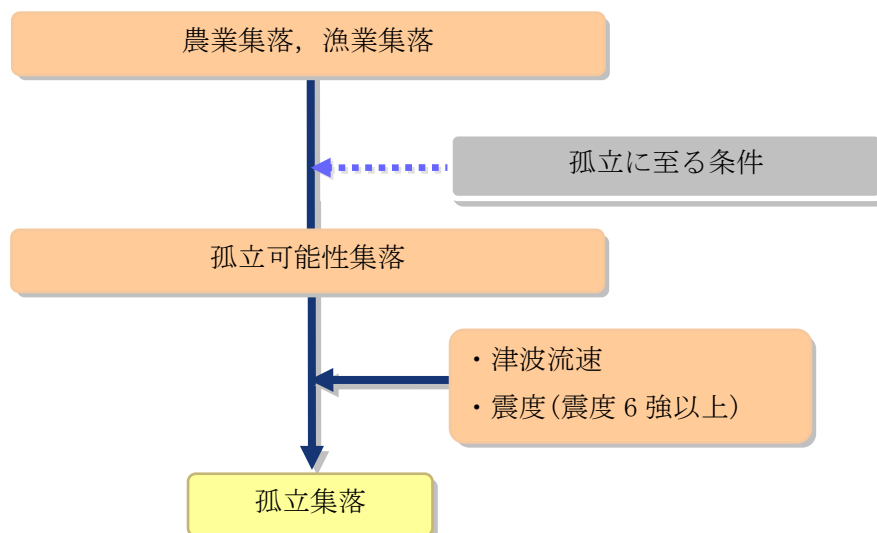 農業集落，漁業集落
孤立に至る条件
孤立可能性集落
・津波流速
・震度(震度 6 強以上)
孤立集落